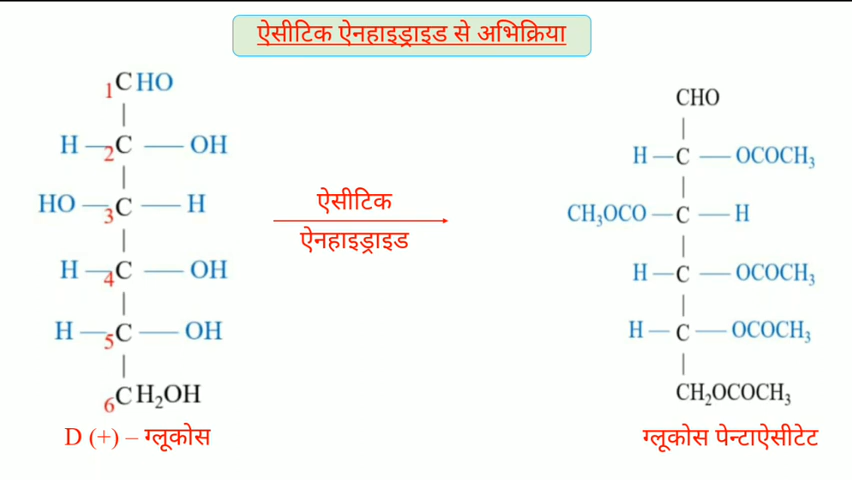 ऐसीटिक ऐनहाइड्राइड से अभिक्रिया
1CHO
H — 2C — OH
HO — 3C — H
H — 4C — OH
H — 5C — OH
6CH₂OH
D (+) – ग्लूकोस
ऐसीटिक
ऐनहाइड्राइड
CHO
H — C — OCOCH₃
CH₃OCO — C — H
H — C — OCOCH₃
H — C — OCOCH₃
CH₂OCOCH₃
ग्लूकोस पेन्टाऐसीटेट